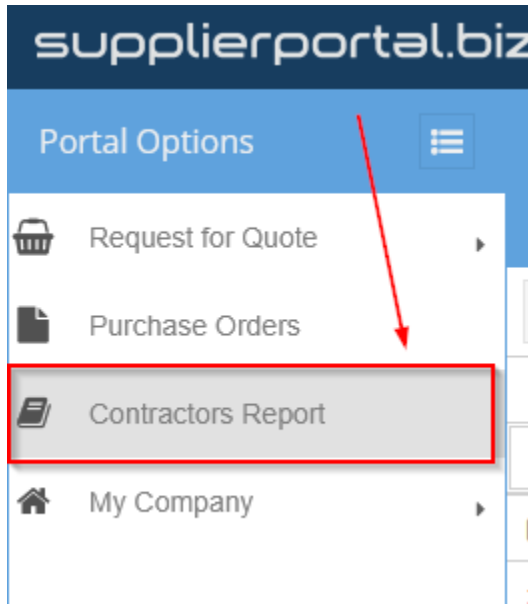 supplierportal.biz
Portal Options
Request for Quote
Purchase Orders
Contractors Report
My Company